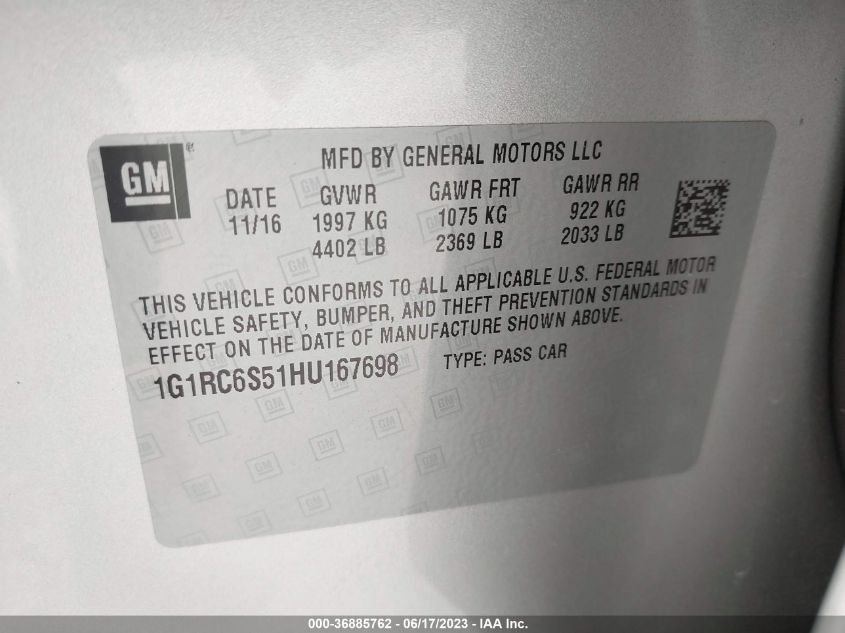 GM
MFD BY GENERAL MOTORS LLC
DATE GVWR GAWR FRT GAWR RR
11/16 1997 KG 1075 KG 922 KG
4402 LB 2369 LB 2033 LB
THIS VEHICLE CONFORMS TO ALL APPLICABLE U.S. FEDERAL MOTOR
VEHICLE SAFETY, BUMPER, AND THEFT PREVENTION STANDARDS IN
EFFECT ON THE DATE OF MANUFACTURE SHOWN ABOVE.
1G1RC6S51HU167698 TYPE: PASS CAR
000-36885762 - 06/17/2023 - IAA Inc.